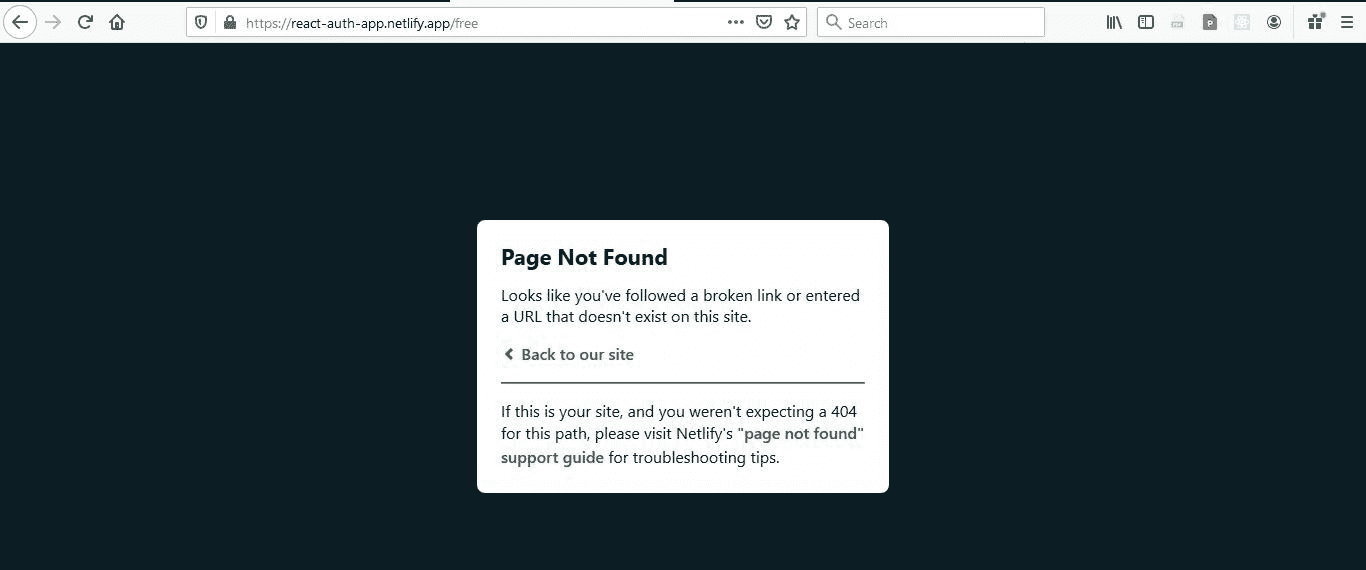 https://react-auth-app.netlify.app/free
Search
Page Not Found
Looks like you've followed a broken link or entered
a URL that doesn't exist on this site.
Back to our site
If this is your site, and you weren't expecting a 404
for this path, please visit Netlify's "page not found"
support guide for troubleshooting tips.